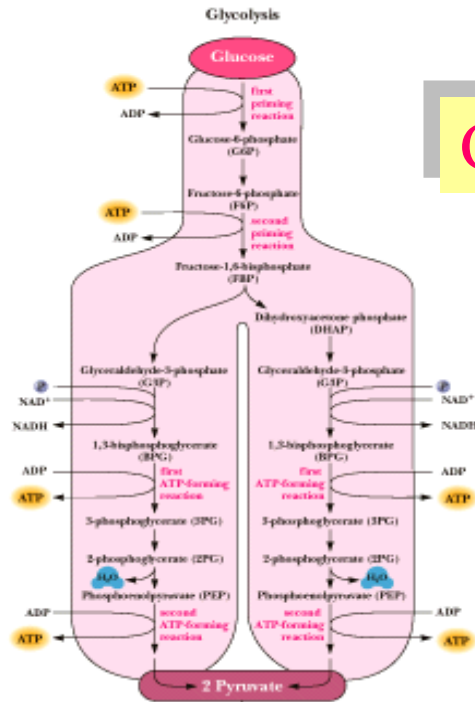 Glycolysis
Glucose
ATP
ADP
first
priming
reaction
Glucose-6-phosphate
(G6P)
Fructose-6-phosphate
(F6P)
ATP
ADP
second
priming
reaction
Fructose-1,6-bisphosphate
(FBP)
Dihydroxyacetone phosphate
(DHAP)
Glyceraldehyde-3-phosphate
(G3P)
Glyceraldehyde-3-phosphate
(G3P)
P
NAD+
NADH
P
NAD+
NADH
1,3-bisphosphoglycerate
(BPG)
1,3-bisphosphoglycerate
(BPG)
ADP
ATP
first
ATP-forming
reaction
first
ATP-forming
reaction
ADP
ATP
3-phosphoglycerate (3PG)
3-phosphoglycerate (3PG)
2-phosphoglycerate (2PG)
2-phosphoglycerate (2PG)
H2O
H2O
Phosphoenolpyruvate (PEP)
Phosphoenolpyruvate (PEP)
ADP
ATP
second
ATP-forming
reaction
second
ATP-forming
reaction
ADP
ATP
2 Pyruvate